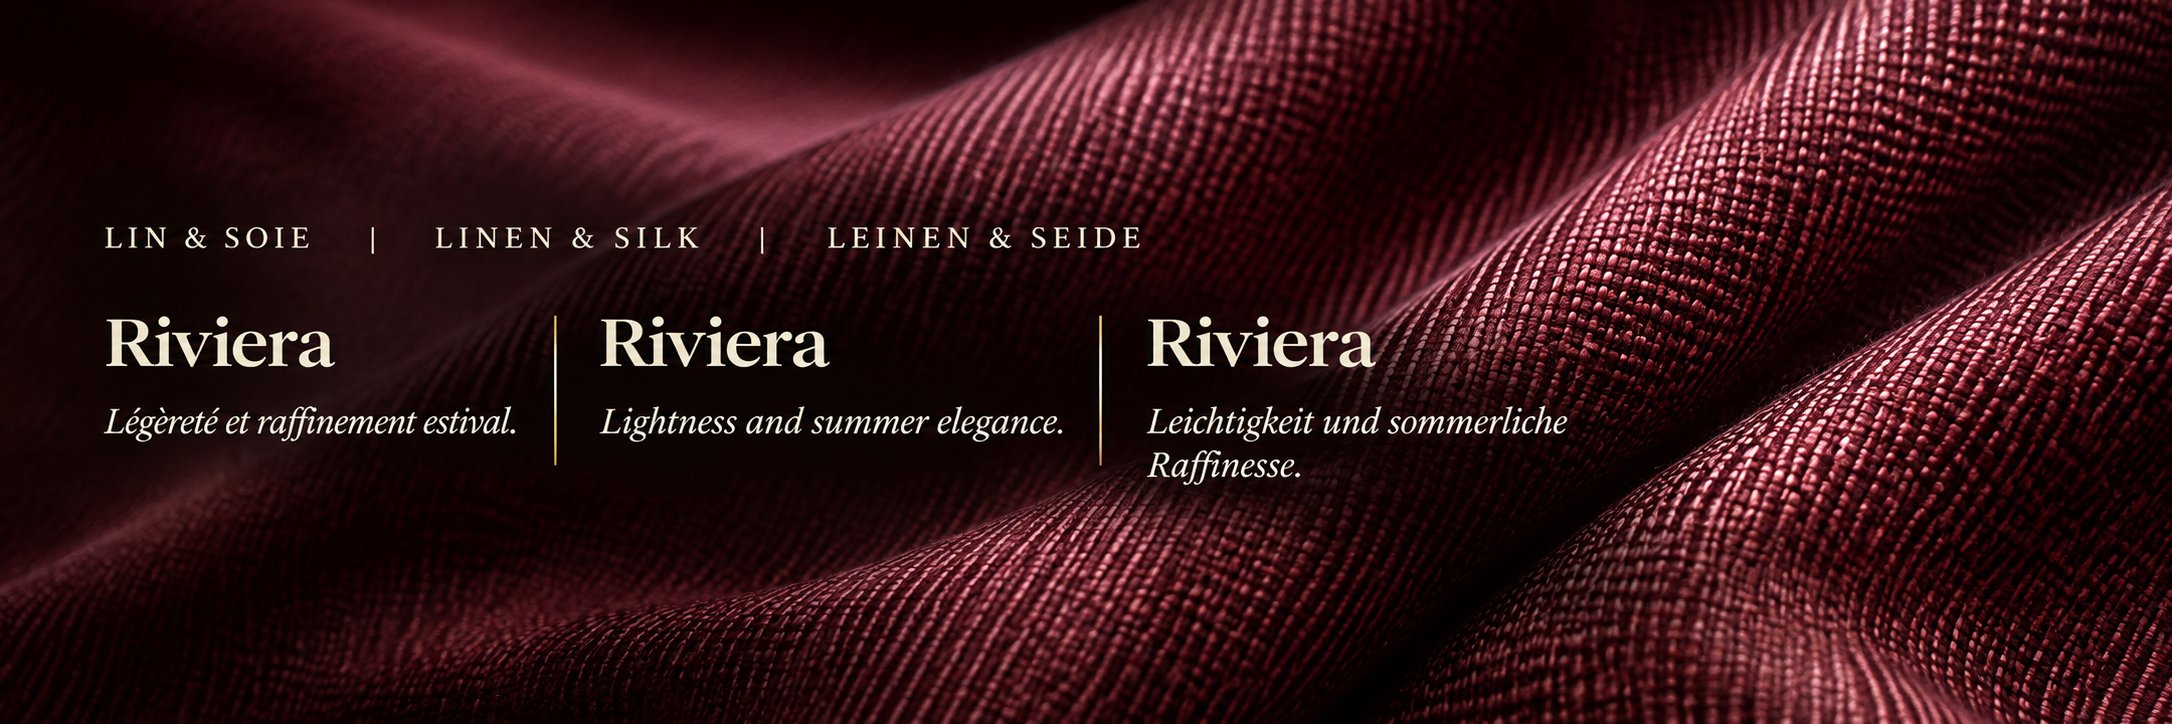 LIN & SOIE | LINEN & SILK | LEINEN & SEIDE
Riviera
Légèreté et raffinement estival.
Riviera
Lightness and summer elegance.
Riviera
Leichtigkeit und sommerliche
Raffinesse.